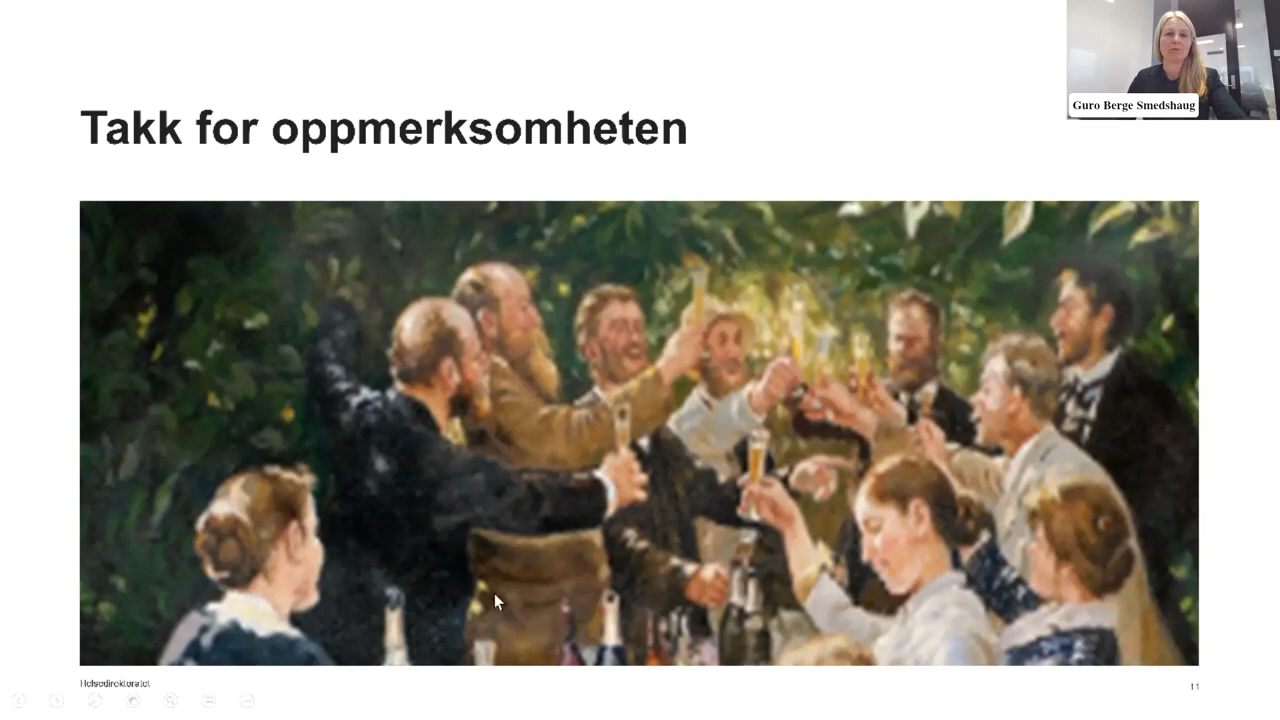 Takk for oppmerksomheten
Guro Berge Smedshaug
Helsedirektoratet
11